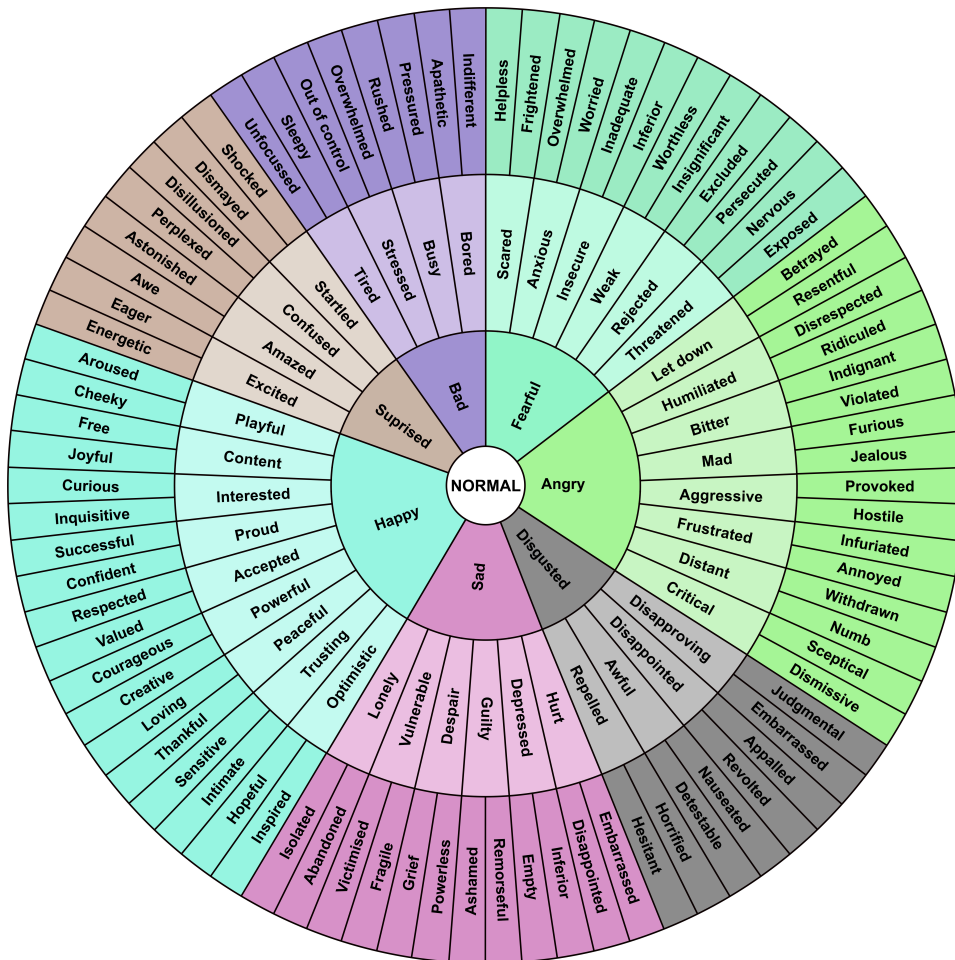 NORMAL
Fearful
Angry
Disgusted
Sad
Happy
Suprised
Bad
Scared
Anxious
Insecure
Weak
Rejected
Threatened
Let down
Humiliated
Bitter
Mad
Aggressive
Frustrated
Distant
Critical
Disapproving
Disappointed
Awful
Repelled
Hurt
Depressed
Guilty
Despair
Vulnerable
Lonely
Optimistic
Trusting
Peaceful
Powerful
Accepted
Proud
Interested
Content
Playful
Excited
Amazed
Confused
Startled
Tired
Stressed
Busy
Bored
Helpless
Frightened
Overwhelmed
Worried
Inadequate
Inferior
Worthless
Insignificant
Excluded
Persecuted
Nervous
Exposed
Betrayed
Resentful
Disrespected
Ridiculed
Indignant
Violated
Furious
Jealous
Provoked
Hostile
Infuriated
Annoyed
Withdrawn
Numb
Sceptical
Dismissive
Judgmental
Embarrassed
Appalled
Revolted
Nauseated
Detestable
Horrified
Hesitant
Embarrassed
Disappointed
Inferior
Empty
Remorseful
Ashamed
Powerless
Grief
Fragile
Victimised
Abandoned
Isolated
Inspired
Hopeful
Intimate
Sensitive
Thankful
Loving
Creative
Courageous
Valued
Respected
Confident
Successful
Inquisitive
Curious
Joyful
Free
Cheeky
Aroused
Energetic
Eager
Awe
Astonished
Perplexed
Disillusioned
Dismayed
Shocked
Unfocussed
Sleepy
Out of control
Overwhelmed
Rushed
Pressured
Apathetic
Indifferent